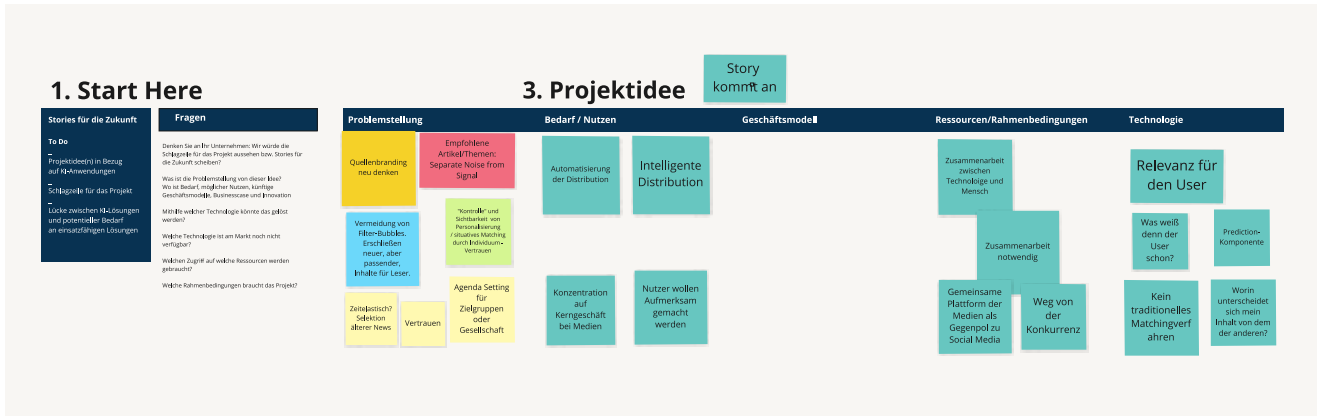 1. Start Here
Stories für die Zukunft
To Do
–
Projektidee(n) in Bezug
auf KI-Anwendungen
–
Schlagzeile für das Projekt
–
Lücke zwischen KI-Lösungen
und potentieller Bedarf
an einsatzfähigen Lösungen
Fragen
Denken Sie an Ihr Unternehmen: Wir würde die
Schlagzeile für das Projekt aussehen bzw. Stories für
die Zukunft scheiben?
Was ist die Problemstellung von dieser Idee?
Wo ist Bedarf, möglicher Nutzen, künftige
Geschäftsmodelle, Businesscase und Innovation
Mithilfe welcher Technologie könnte das gelöst
werden?
Welche Technologie ist am Markt noch nicht
verfügbar?
Welchen Zugriff auf welche Ressourcen werden
gebraucht?
Welche Rahmenbedingungen braucht das Projekt?
3. Projektidee
Story
kommt an
Problemstellung
Quellenbranding
neu denken
Empfohlene
Artikel/Themen:
Separate Noise from
Signal
Vermeidung von
Filter-Bubbles.
Erschließen
neuer, aber
passender,
Inhalte für Leser.
"Kontrolle" und
Sichtbarkeit von
Personalisierung
/ situatives Matching
durch Individuum -
Vertrauen
Zeitelastisch?
Selektion
älterer News
Vertrauen
Agenda Setting
für
Zielgruppen
oder
Gesellschaft
Bedarf / Nutzen
Automatisierung
der Distribution
Intelligente
Distribution
Konzentration
auf
Kerngeschäft
bei Medien
Nutzer wollen
Aufmerksam
gemacht
werden
Geschäftsmodell
Ressourcen/Rahmenbedingungen
Zusammenarbeit
zwischen
Technoloige und
Mensch
Zusammenarbeit
notwendig
Gemeinsame
Plattform der
Medien als
Gegenpol zu
Social Media
Weg von
der
Konkurrenz
Technologie
Relevanz für
den User
Was weiß
denn der
User
schon?
Prediction-
Komponente
Kein
traditionelles
Matchingverf
ahren
Worin
unterscheidet
sich mein
Inhalt von dem
der anderen?